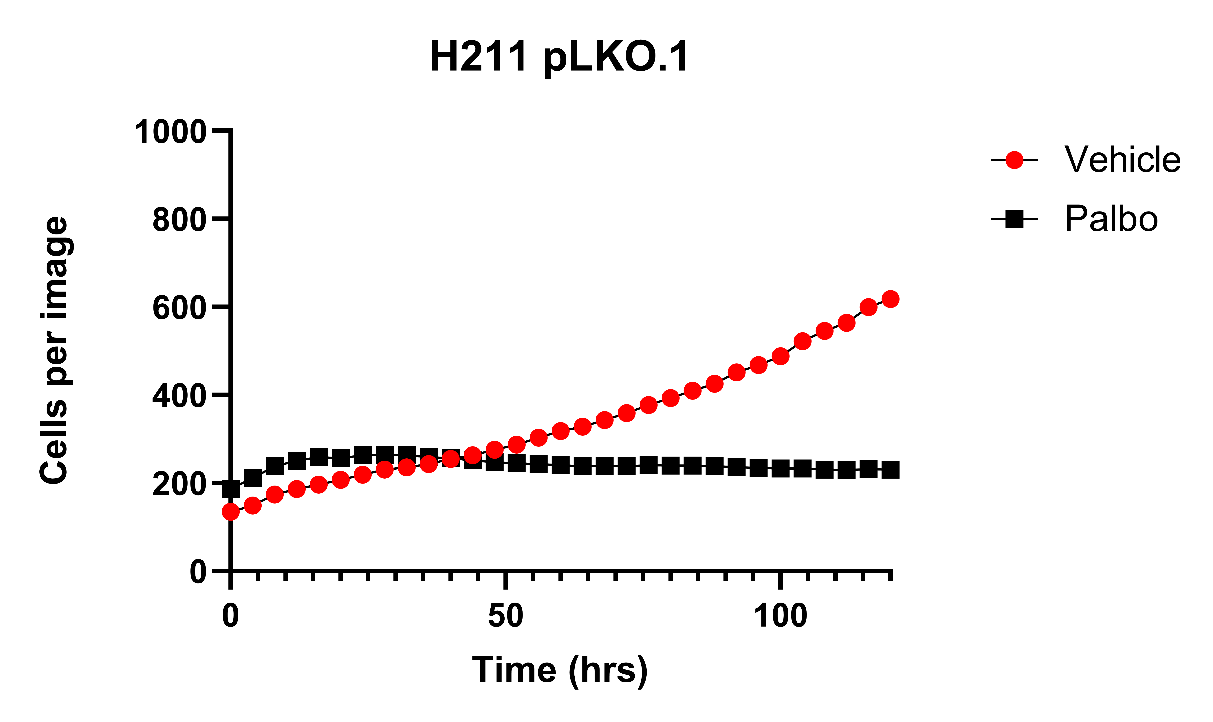 H211 pLKO.1
1000
800
600
400
200
0
Cells per image
0 50 100
Time (hrs)
Vehicle
Palbo